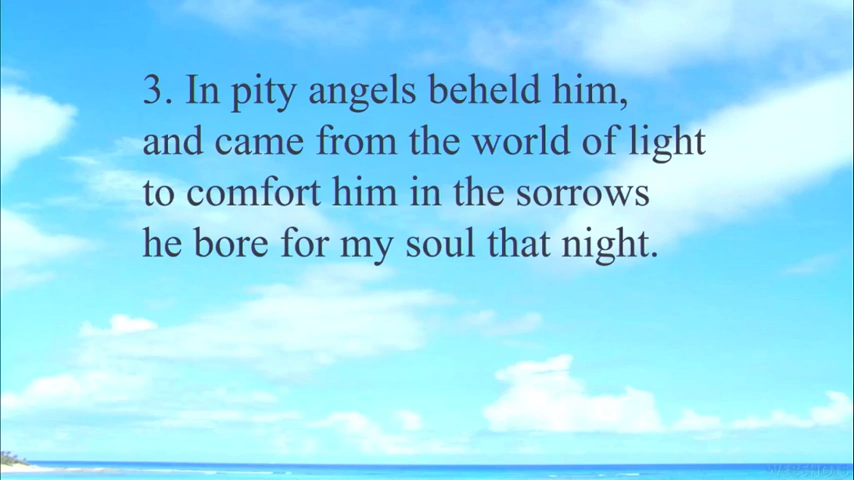 3. In pity angels beheld him,
and came from the world of light
to comfort him in the sorrows
he bore for my soul that night.